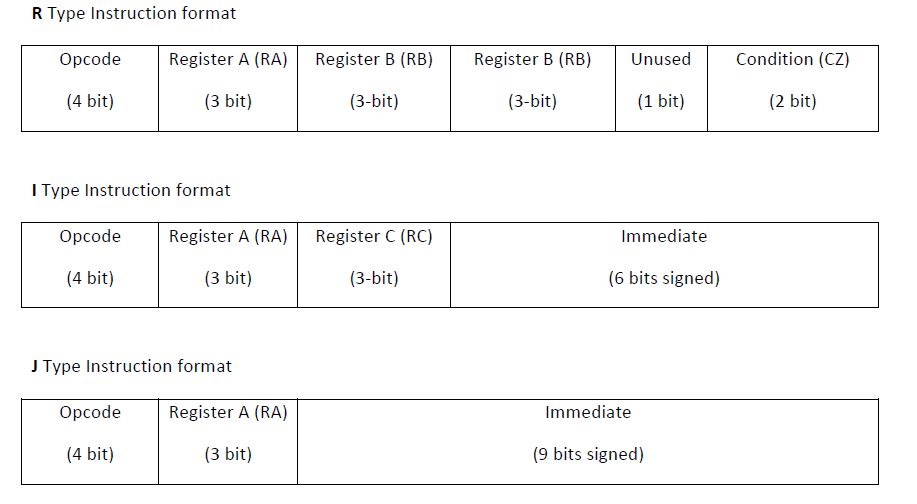 R Type Instruction format
Opcode Register A (RA) Register B (RB) Register B (RB) Unused Condition (CZ)
(4 bit) (3 bit) (3-bit) (3-bit) (1 bit) (2 bit)
I Type Instruction format
Opcode Register A (RA) Register C (RC) Immediate
(4 bit) (3 bit) (3-bit) (6 bits signed)
J Type Instruction format
Opcode Register A (RA) Immediate
(4 bit) (3 bit) (9 bits signed)